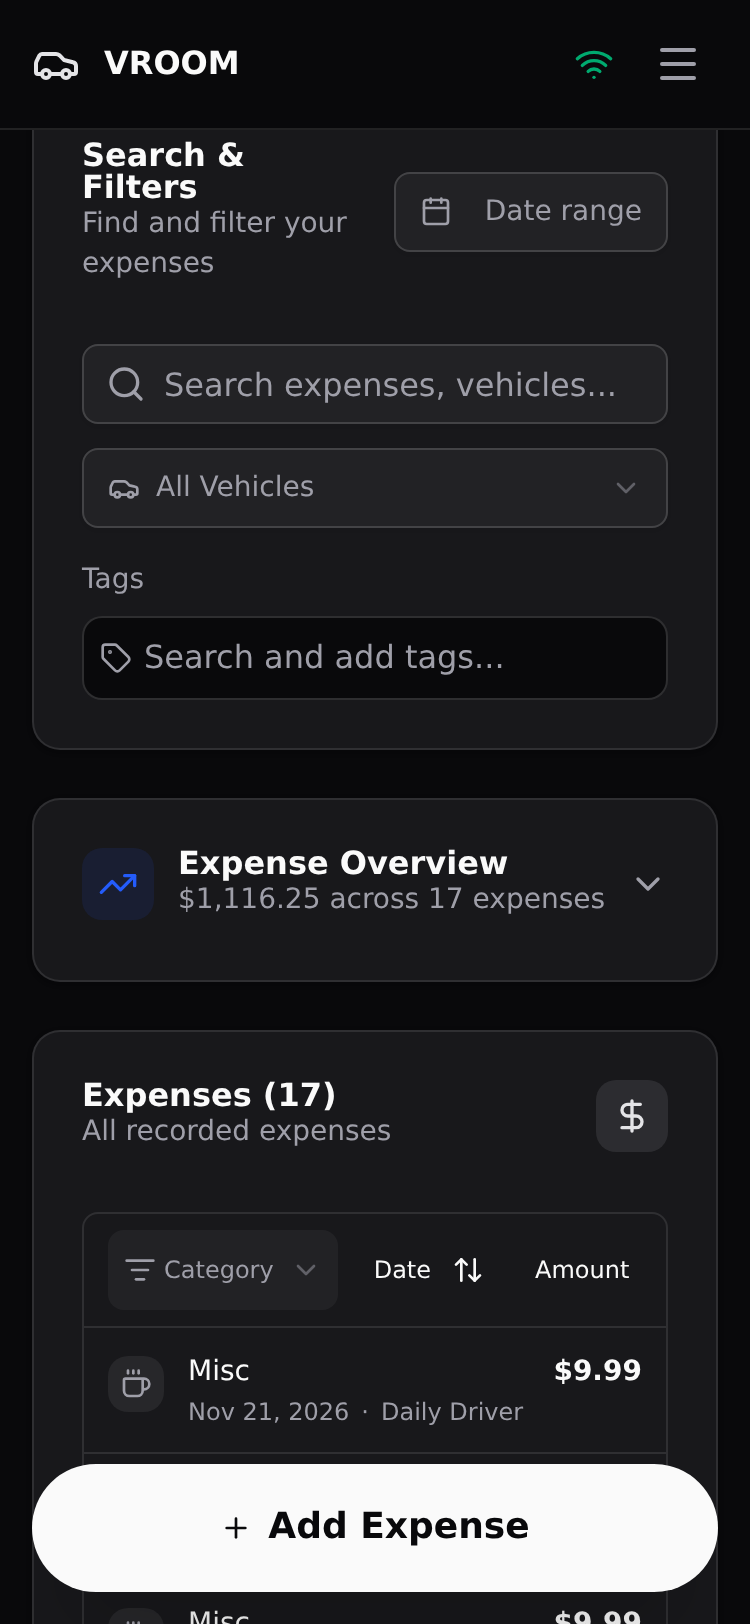 VROOM
Search &
Filters
Find and filter your
expenses
Date range
Search expenses, vehicles...
All Vehicles
Tags
Search and add tags...
Expense Overview
$1,116.25 across 17 expenses
Expenses (17)
All recorded expenses
Category Date Amount
Misc $9.99
Nov 21, 2026 · Daily Driver
+ Add Expense
Misc $9.99